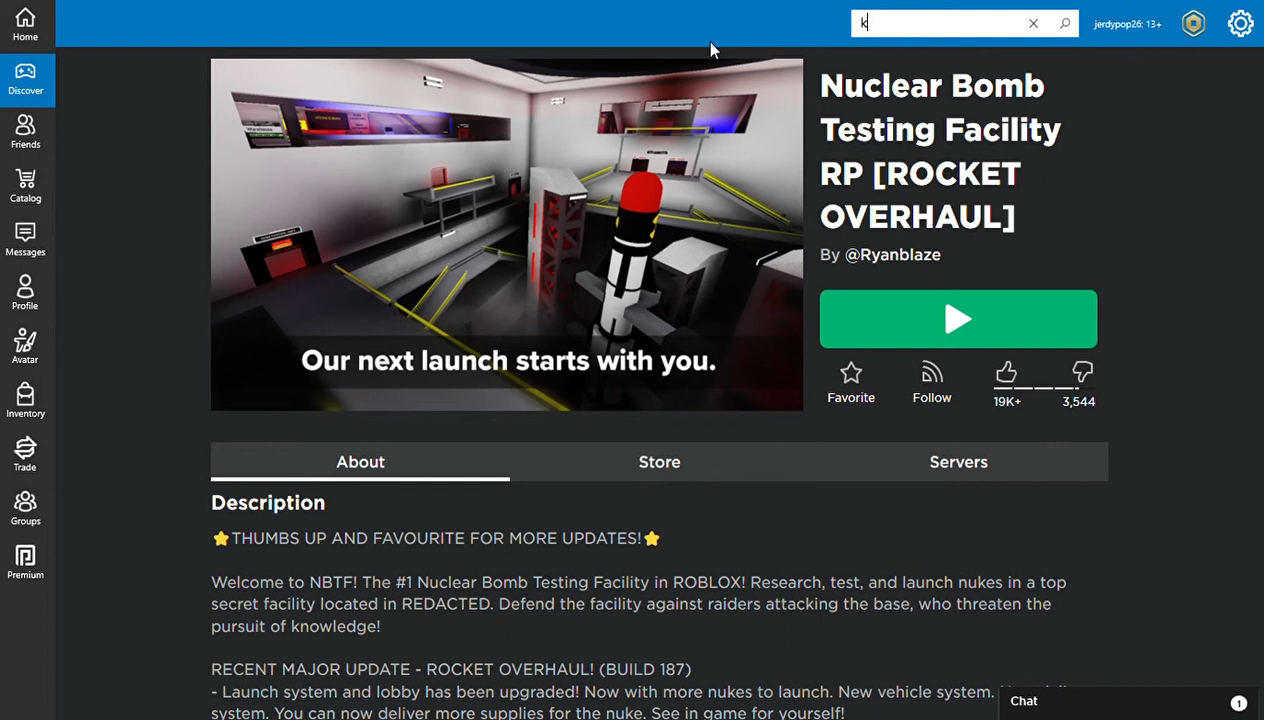 k
jerdypop26: 13+
Home
Discover
Friends
Catalog
Messages
Profile
Avatar
Inventory
Trade
Groups
Premium
Our next launch starts with you.
Nuclear Bomb
Testing Facility
RP [ROCKET
OVERHAUL]
By @Ryanblaze
Favorite
Follow
19K+
3,544
About
Store
Servers
Description
⭐THUMBS UP AND FAVOURITE FOR MORE UPDATES!⭐
Welcome to NBTF! The #1 Nuclear Bomb Testing Facility in ROBLOX! Research, test, and launch nukes in a top
secret facility located in REDACTED. Defend the facility against raiders attacking the base, who threaten the
pursuit of knowledge!
RECENT MAJOR UPDATE - ROCKET OVERHAUL! (BUILD 187)
- Launch system and lobby has been upgraded! Now with more nukes to launch. New vehicle system.
system. You can now deliver more supplies for the nuke. See in game for yourself!
Chat
1